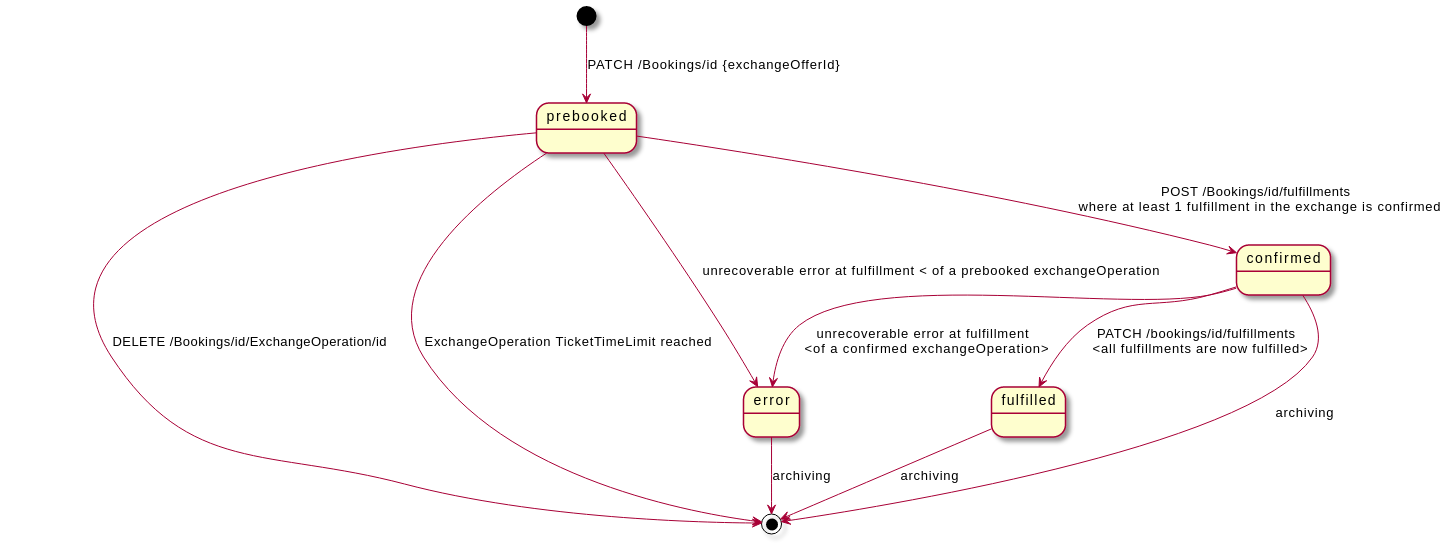 PATCH /Bookings/id {exchangeOfferId}
prebooked
POST /Bookings/id/fulfillments
where at least 1 fulfillment in the exchange is confirmed
confirmed
unrecoverable error at fulfillment < of a prebooked exchangeOperation
DELETE /Bookings/id/ExchangeOperation/id
ExchangeOperation TicketTimeLimit reached
unrecoverable error at fulfillment
<of a confirmed exchangeOperation>
PATCH /bookings/id/fulfillments
<all fulfillments are now fulfilled>
error
fulfilled
archiving
archiving
archiving